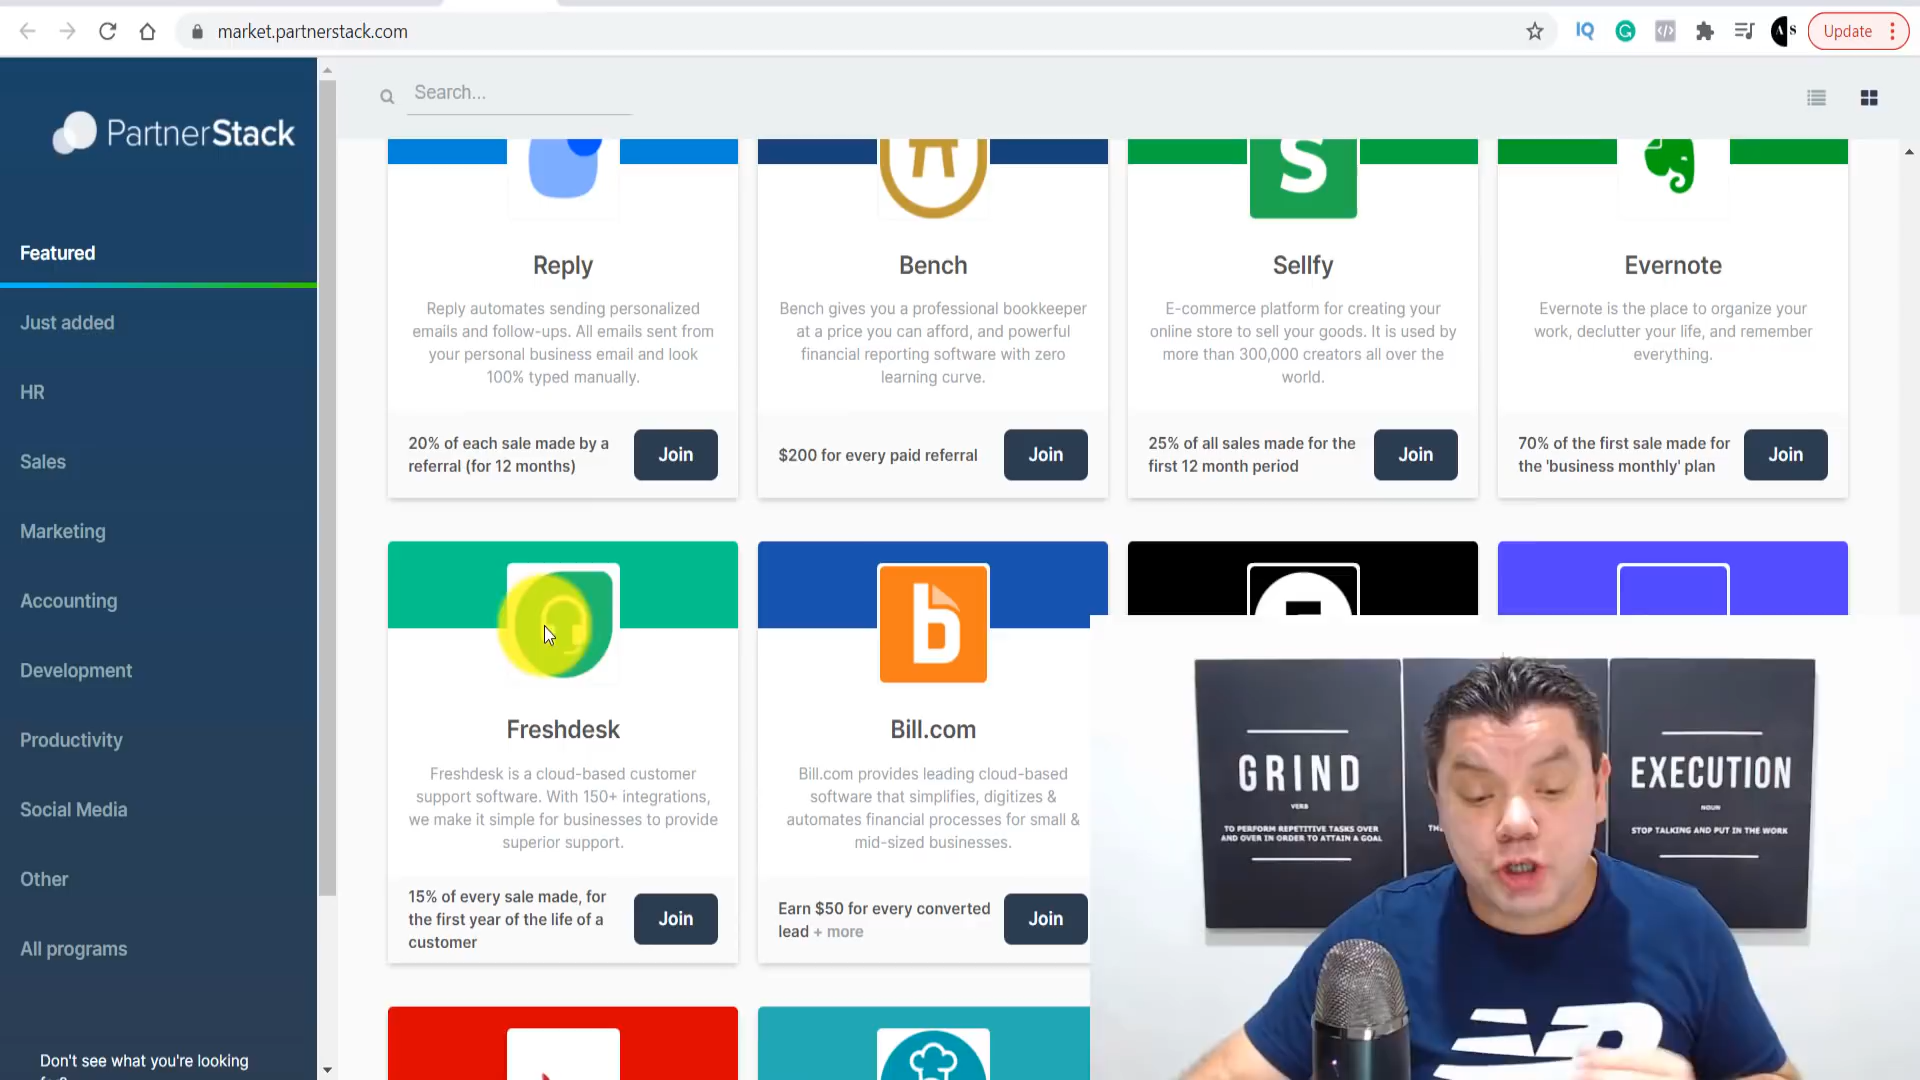 market.partnerstack.com
Update
PartnerStack
Search...
Featured
Just added
HR
Sales
Marketing
Accounting
Development
Productivity
Social Media
Other
All programs
Don't see what you're looking
Reply
Reply automates sending personalized
emails and follow-ups. All emails sent from
your personal business email and look
100% typed manually.
20% of each sale made by a
referral (for 12 months)
Join
Bench
Bench gives you a professional bookkeeper
at a price you can afford, and powerful
financial reporting software with zero
learning curve.
$200 for every paid referral
Join
S
Sellfy
E-commerce platform for creating your
online store to sell your goods. It is used by
more than 300,000 creators all over the
world.
25% of all sales made for the
first 12 month period
Join
Evernote
Evernote is the place to organize your
work, declutter your life, and remember
everything.
70% of the first sale made for
the 'business monthly' plan
Join
Freshdesk
Freshdesk is a cloud-based customer
support software. With 150+ integrations,
we make it simple for businesses to provide
superior support.
15% of every sale made, for
the first year of the life of a
customer
Join
b
Bill.com
Bill.com provides leading cloud-based
software that simplifies, digitizes &
automates financial processes for small &
mid-sized businesses.
Earn $50 for every converted
lead + more
Join
GRIND
VERB
TO PERFORM REPETITIVE TASKS OVER
AND OVER IN ORDER TO ATTAIN A GOAL
EXECUTION
NOUN
STOP TALKING AND PUT IN THE WORK